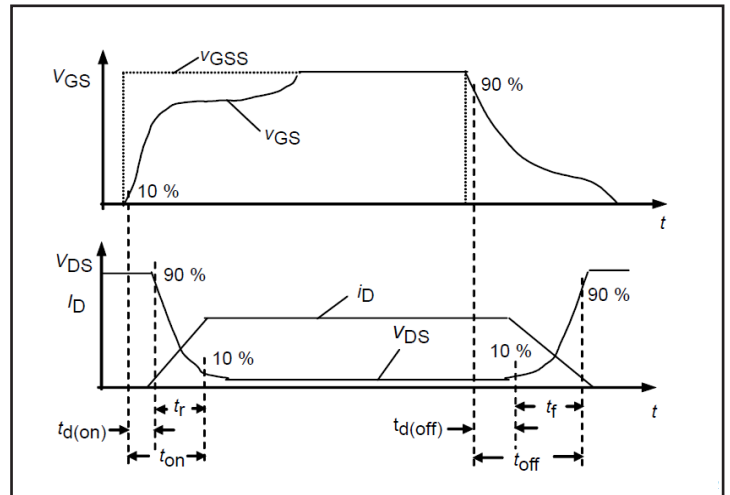 VGSS
VGS
90 %
VGS
10 %
t
VDS
90 %
iD
ID
90 %
VDS
10 %
10 %
tr
tf
t
td(on)
td(off)
ton
toff